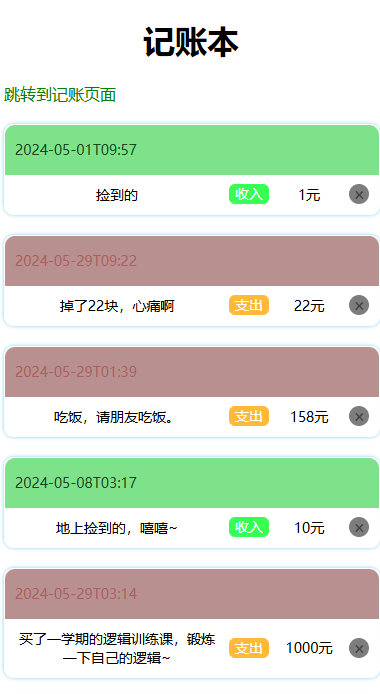 记账本
跳转到记账页面
2024-05-01T09:57
捡到的 收入 1元 ×
2024-05-29T09:22
掉了22块，心痛啊 支出 22元 ×
2024-05-29T01:39
吃饭，请朋友吃饭。 支出 158元 ×
2024-05-08T03:17
地上捡到的，嘻嘻~ 收入 10元 ×
2024-05-29T03:14
买了一学期的逻辑训练课，锻炼
一下自己的逻辑~ 支出 1000元 ×